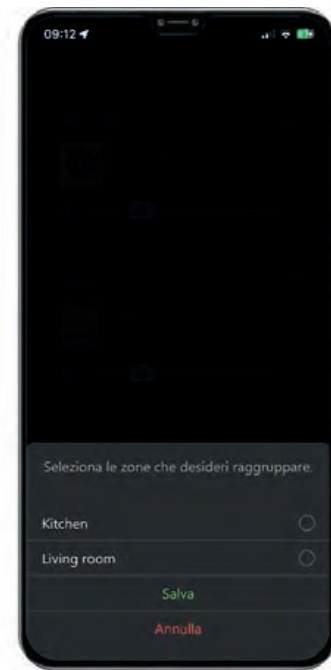 09:12
Seleziona le zone che desideri raggruppare.
Kitchen
Living room
Salva
Annulla